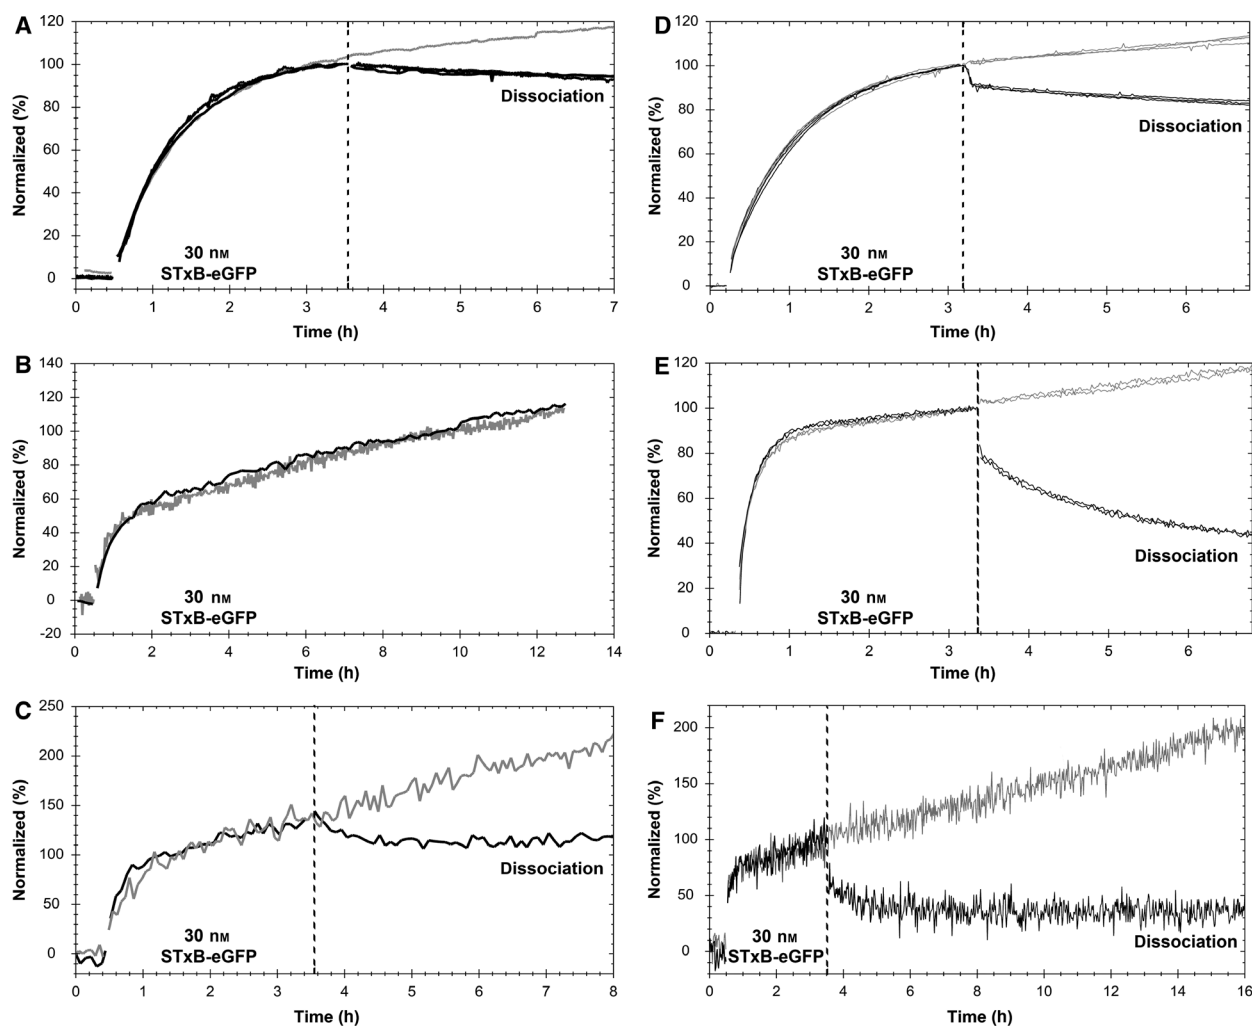 A
Normalized (%)
120
100
80
60
40
20
0
Dissociation
30 nM
STxB-eGFP
0 1 2 3 4 5 6 7
Time (h)
D
Normalized (%)
120
100
80
60
40
20
0
Dissociation
30 nM
STxB-eGFP
0 1 2 3 4 5 6
Time (h)
B
Normalized (%)
140
120
100
80
60
40
20
0
-20
30 nM
STxB-eGFP
0 2 4 6 8 10 12 14
Time (h)
E
Normalized (%)
120
100
80
60
40
20
0
Dissociation
30 nM
STxB-eGFP
0 1 2 3 4 5 6
Time (h)
C
Normalized (%)
250
200
150
100
50
0
Dissociation
30 nM
STxB-eGFP
0 1 2 3 4 5 6 7 8
Time (h)
F
Normalized (%)
200
150
100
50
0
30 nM
STxB-eGFP
Dissociation
0 2 4 6 8 10 12 14 16
Time (h)